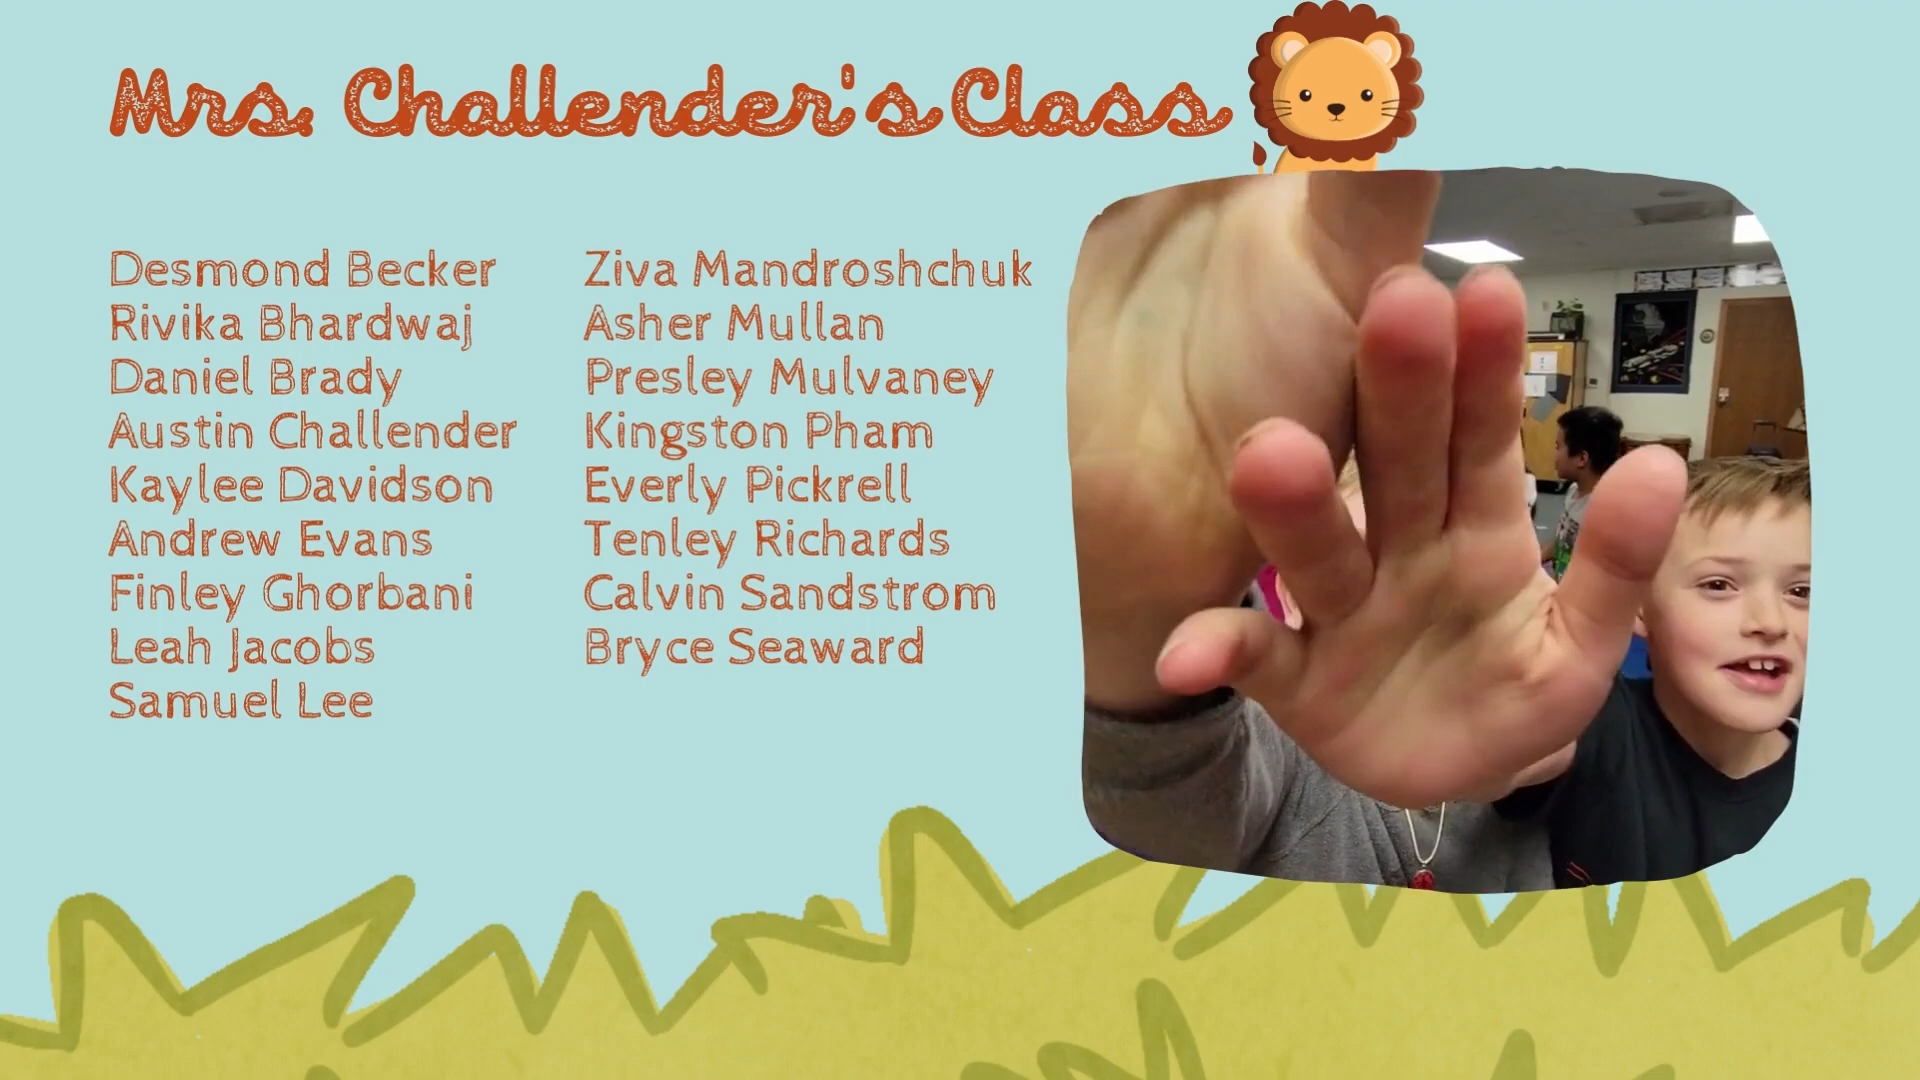 Mrs. Challender's Class
Desmond Becker
Rivika Bhardwaj
Daniel Brady
Austin Challender
Kaylee Davidson
Andrew Evans
Finley Ghorbani
Leah Jacobs
Samuel Lee
Ziva Mandroshchuk
Asher Mullan
Presley Mulvaney
Kingston Pham
Everly Pickrell
Tenley Richards
Calvin Sandstrom
Bryce Seaward